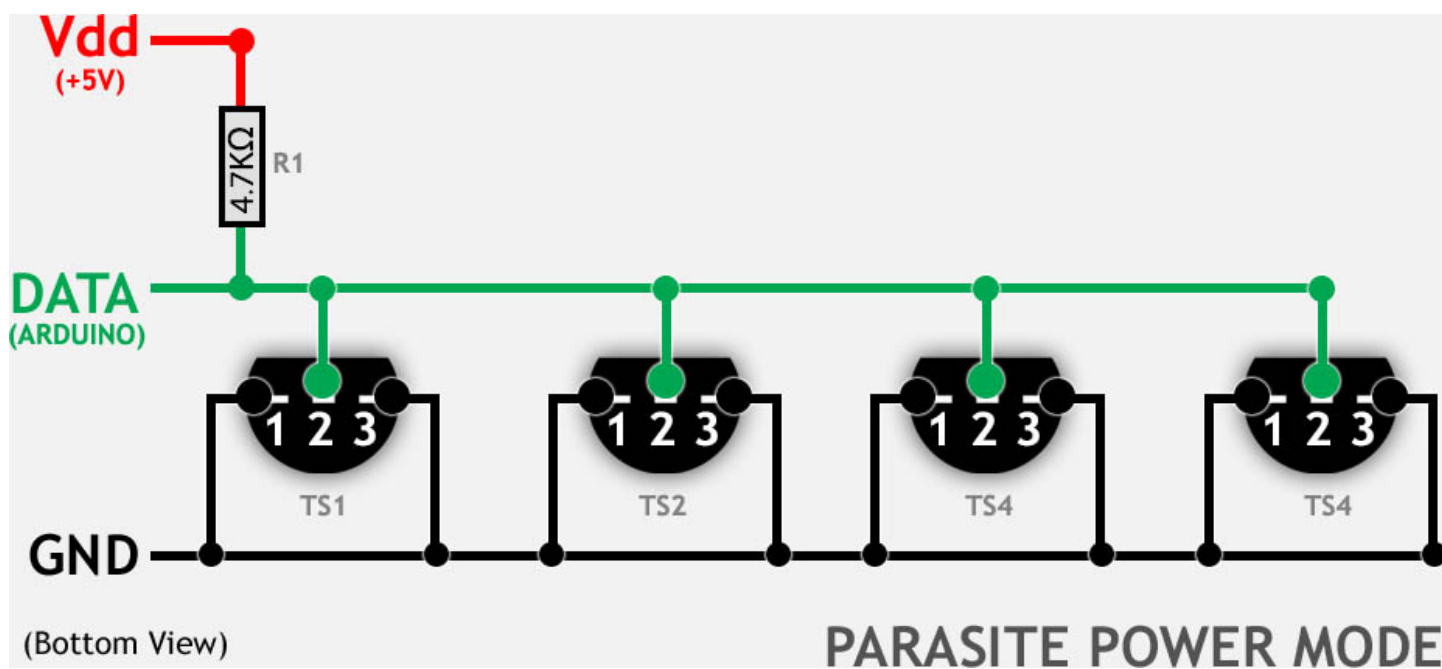 Vdd
(+5V)
4.7KΩ
R1
DATA
(ARDUINO)
1 2 3
1 2 3
1 2 3
1 2 3
TS1
TS2
TS4
TS4
GND
(Bottom View)
PARASITE POWER MODE